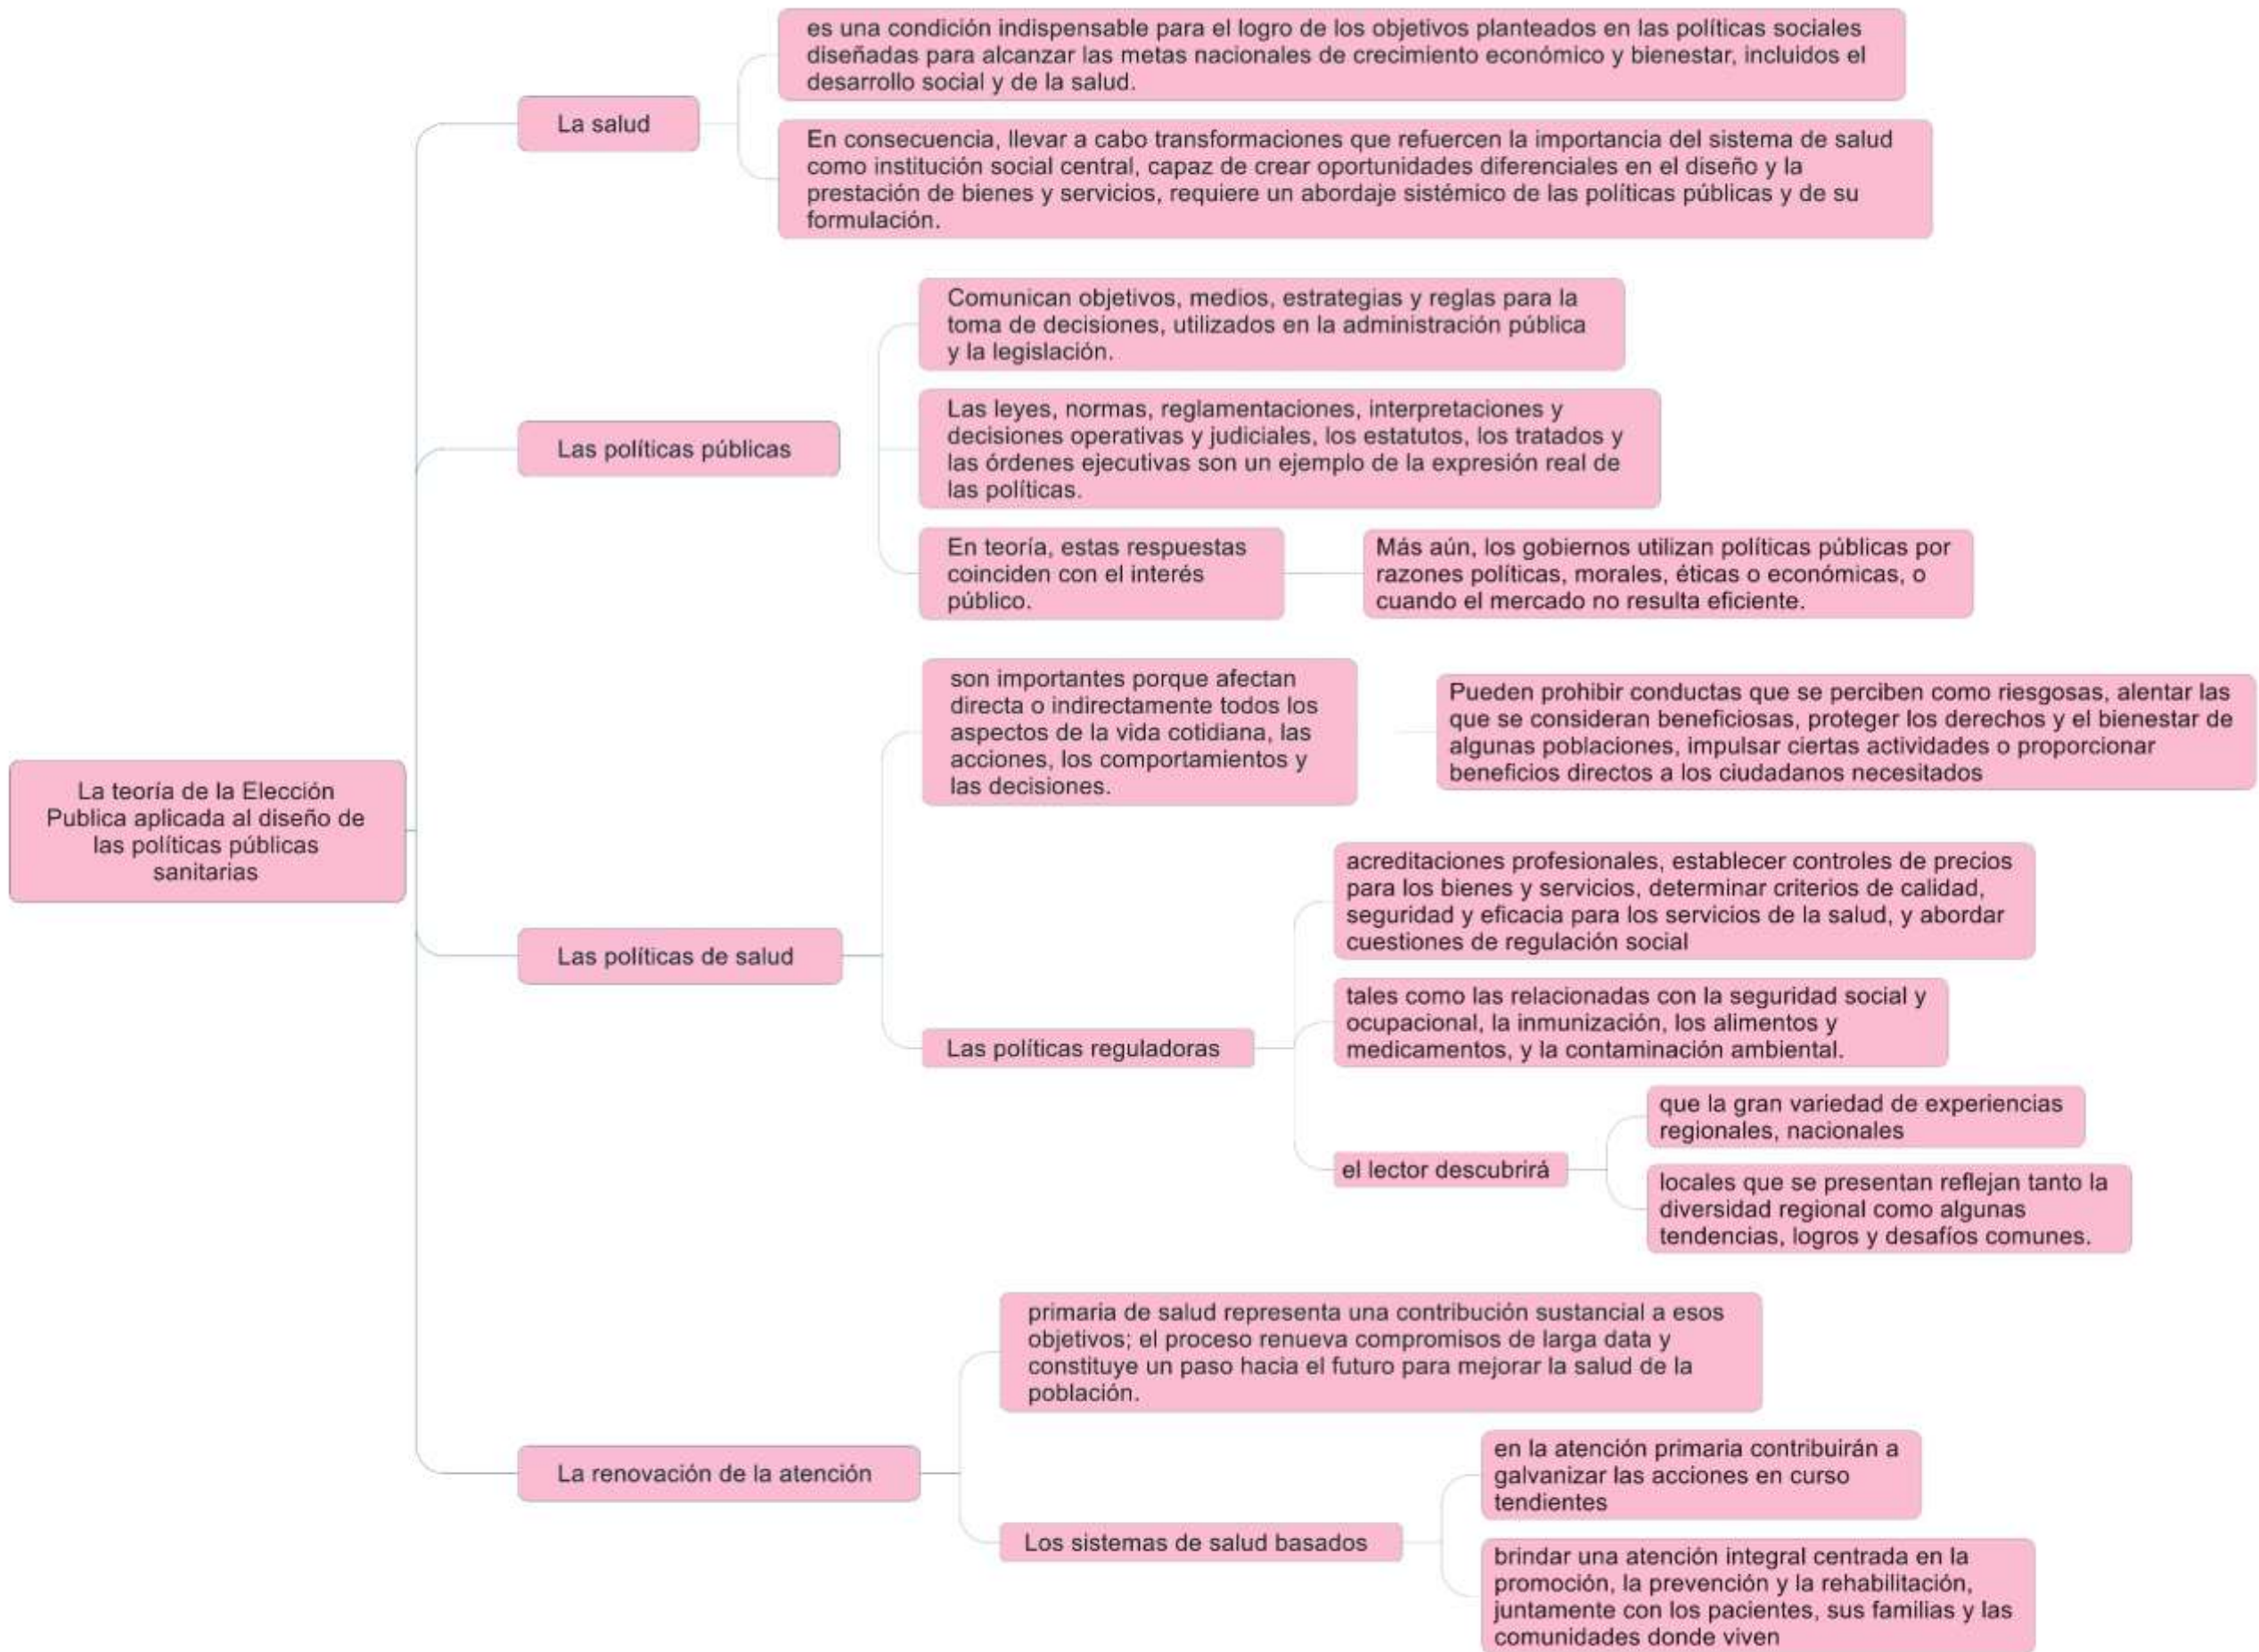 La teoría de la Elección
Publica aplicada al diseño de
las políticas públicas
sanitarias
La salud
es una condición indispensable para el logro de los objetivos planteados en las políticas sociales
diseñadas para alcanzar las metas nacionales de crecimiento económico y bienestar, incluidos el
desarrollo social y de la salud.
En consecuencia, llevar a cabo transformaciones que refuercen la importancia del sistema de salud
como institución social central, capaz de crear oportunidades diferenciales en el diseño y la
prestación de bienes y servicios, requiere un abordaje sistémico de las políticas públicas y de su
formulación.
Las políticas públicas
Comunican objetivos, medios, estrategias y reglas para la
toma de decisiones, utilizados en la administración pública
y la legislación.
Las leyes, normas, reglamentaciones, interpretaciones y
decisiones operativas y judiciales, los estatutos, los tratados y
las órdenes ejecutivas son un ejemplo de la expresión real de
las políticas.
En teoría, estas respuestas
coinciden con el interés
público.
Más aún, los gobiernos utilizan políticas públicas por
razones políticas, morales, éticas o económicas, o
cuando el mercado no resulta eficiente.
Las políticas de salud
son importantes porque afectan
directa o indirectamente todos los
aspectos de la vida cotidiana, las
acciones, los comportamientos y
las decisiones.
Pueden prohibir conductas que se perciben como riesgosas, alentar las
que se consideran beneficiosas, proteger los derechos y el bienestar de
algunas poblaciones, impulsar ciertas actividades o proporcionar
beneficios directos a los ciudadanos necesitados
Las políticas reguladoras
acreditaciones profesionales, establecer controles de precios
para los bienes y servicios, determinar criterios de calidad,
seguridad y eficacia para los servicios de la salud, y abordar
cuestiones de regulación social
tales como las relacionadas con la seguridad social y
ocupacional, la inmunización, los alimentos y
medicamentos, y la contaminación ambiental.
el lector descubrirá
que la gran variedad de experiencias
regionales, nacionales
locales que se presentan reflejan tanto la
diversidad regional como algunas
tendencias, logros y desafíos comunes.
La renovación de la atención
primaria de salud representa una contribución sustancial a esos
objetivos; el proceso renueva compromisos de larga data y
constituye un paso hacia el futuro para mejorar la salud de la
población.
Los sistemas de salud basados
en la atención primaria contribuirán a
galvanizar las acciones en curso
tendientes
brindar una atención integral centrada en la
promoción, la prevención y la rehabilitación,
juntamente con los pacientes, sus familias y las
comunidades donde viven